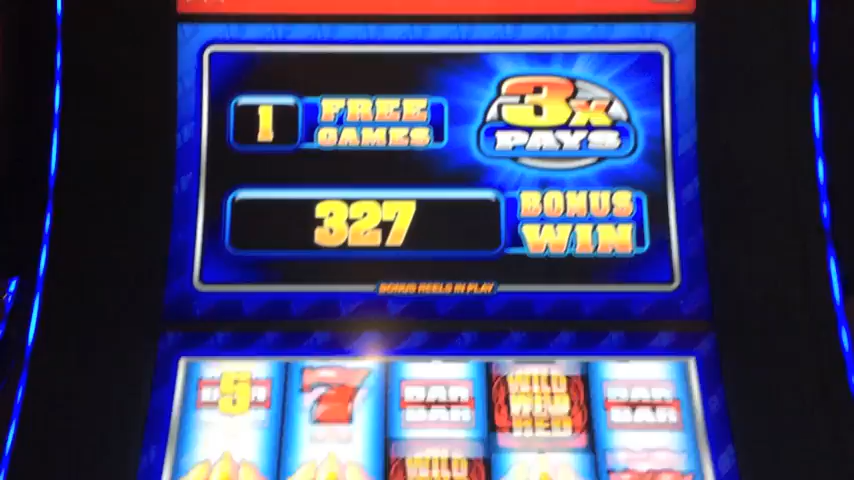 1 FREE GAMES
3x PAYS
327 BONUS WIN
BONUS REELS IN PLAY
5 BAR
7
BAR BAR
WILD
RED
BAR BAR
WILD